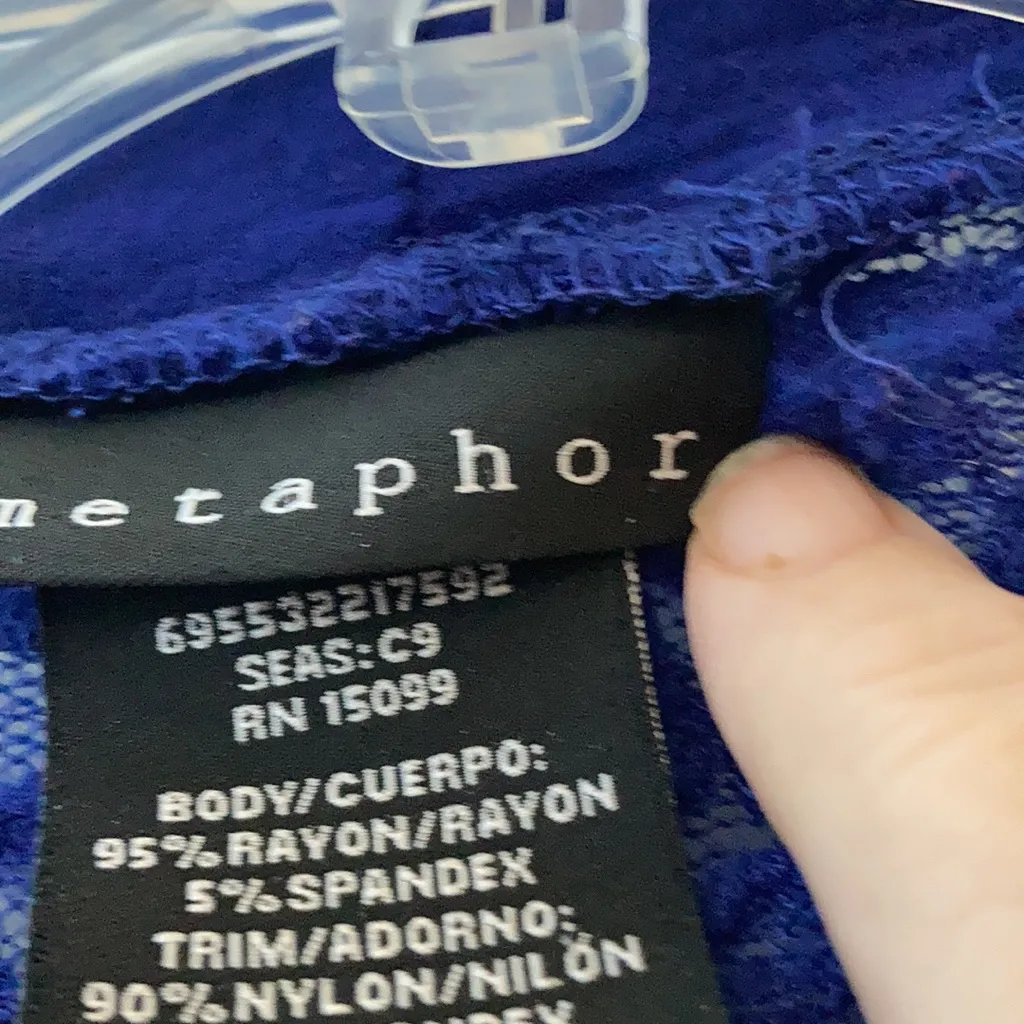 metaphor
695532217592
SEAS: C9
RN 15099
BODY/CUERPO:
95% RAYON/RAYON
5% SPANDEX
TRIM/ADORNO:
90% NYLON/NILÓN